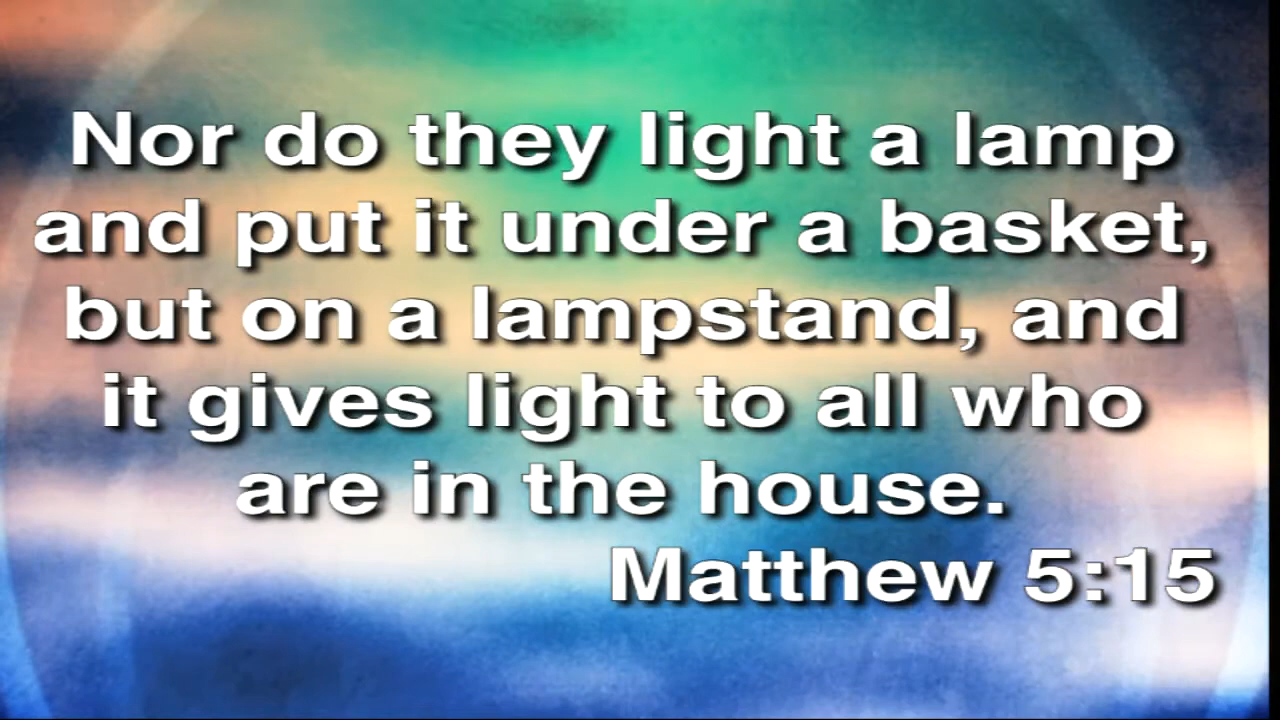 Nor do they light a lamp
and put it under a basket,
but on a lampstand, and
it gives light to all who
are in the house.
Matthew 5:15